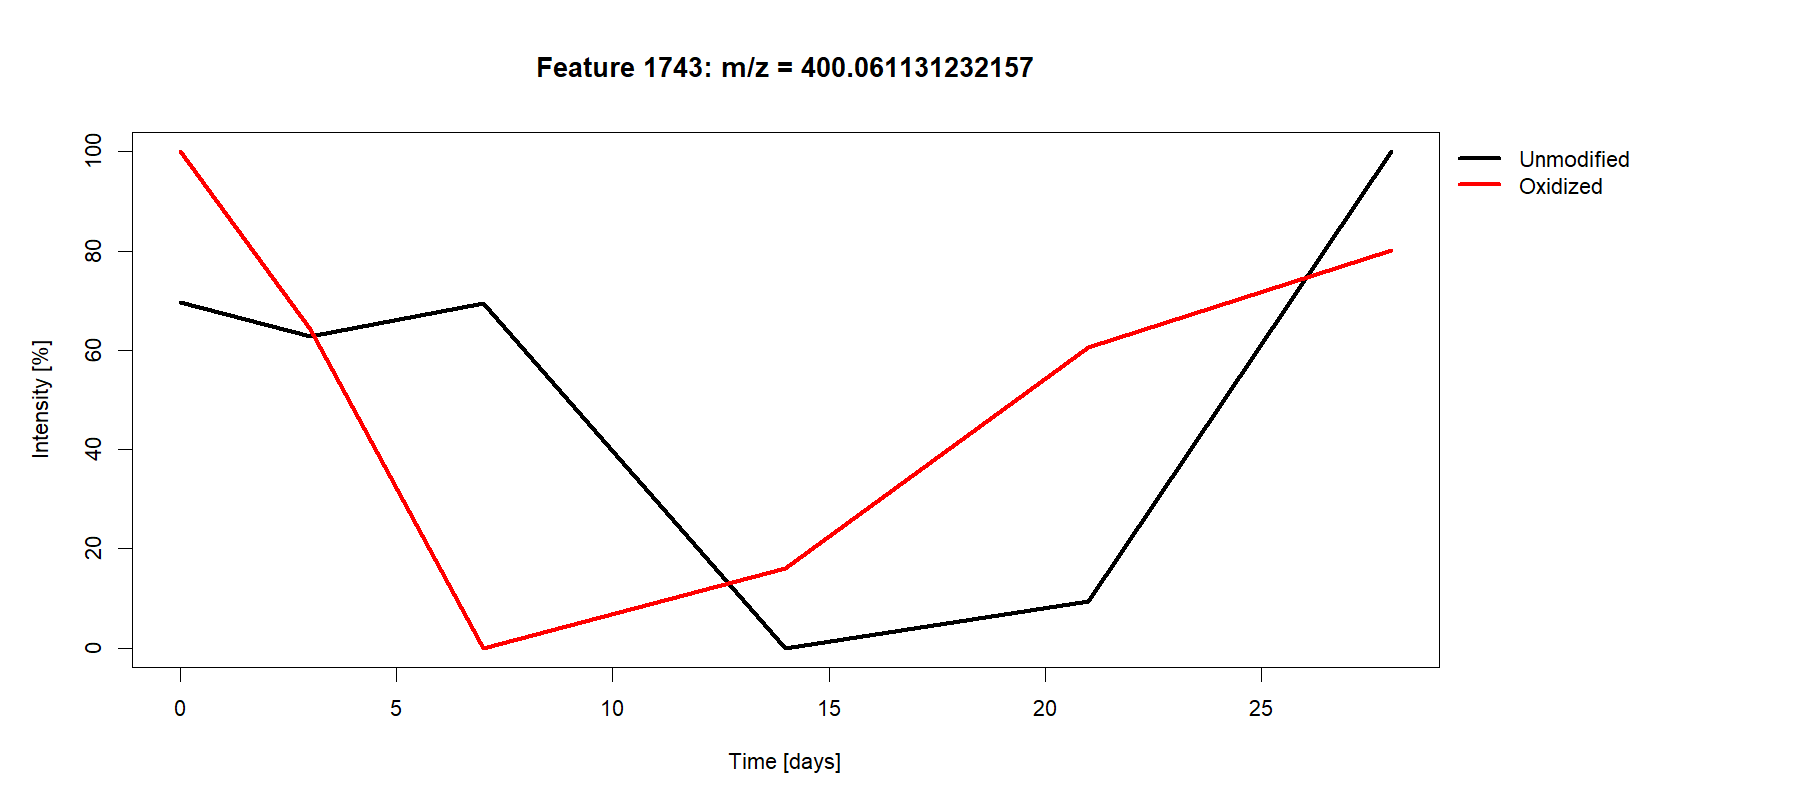 Feature 1743: m/z = 400.061131232157
Unmodified
Oxidized
Intensity [%]
100
80
60
40
20
0
0 5 10 15 20 25
Time [days]